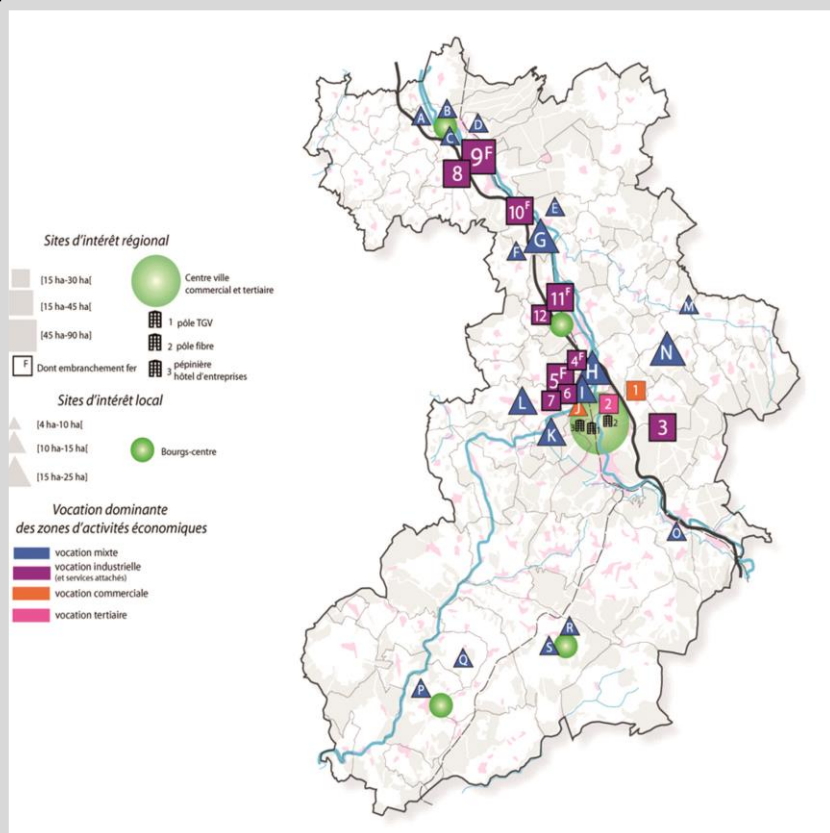 Sites d'intérêt régional
[15 ha-30 ha[
[15 ha-45 ha[
[45 ha-90 ha[
F Dont embranchement fer
Centre ville
commercial et tertiaire
1 pôle TGV
2 pôle fibre
3 pépinière
hôtel d'entreprises
Sites d'intérêt local
[4 ha-10 ha[
[10 ha-15 ha[
[15 ha-25 ha]
Bourgs-centre
Vocation dominante
des zones d'activités économiques
vocation mixte
vocation industrielle
(et services attachés)
vocation commerciale
vocation tertiaire
A
B
C
D
9F
8
10F
E
G
F
11F
12
M
N
4F
H
5F
I
6
7
L
J
2
1
K
3
2
3
O
R
S
Q
P